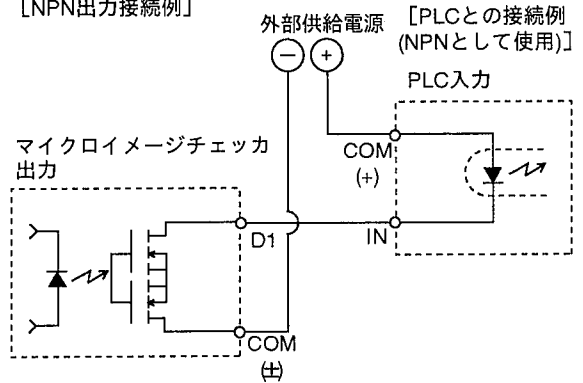 [NPN出力接続例]
外部供給電源
−
+
[PLCとの接続例
(NPNとして使用)]
PLC入力
マイクロイメージチェッカ
出力
COM
(+)
D1
IN
COM
(±)